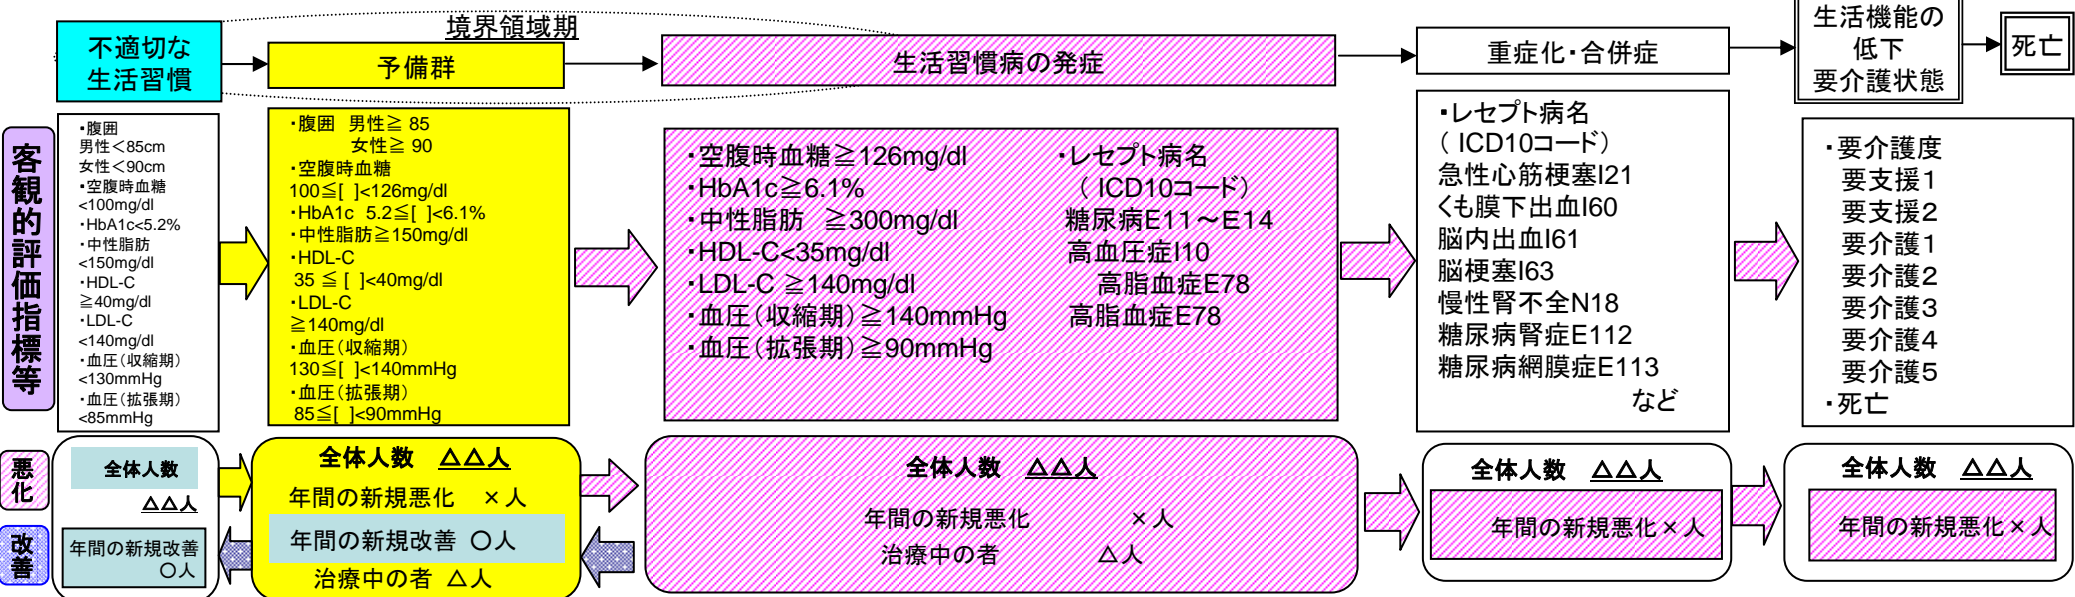 境界領域期
不適切な
生活習慣
予備群
生活習慣病の発症
重症化・合併症
生活機能の
低下
要介護状態
死亡
客観的評価指標等
・腹囲
男性＜85cm
女性＜90cm
・空腹時血糖
<100mg/dl
・HbA1c<5.2%
・中性脂肪
<150mg/dl
・HDL-C
≧40mg/dl
・LDL-C
<140mg/dl
・血圧（収縮期）
<130mmHg
・血圧（拡張期）
<85mmHg
・腹囲 男性≧ 85
女性≧ 90
・空腹時血糖
100≦[ ]<126mg/dl
・HbA1c 5.2≦[ ]<6.1%
・中性脂肪≧150mg/dl
・HDL-C
35 ≦ [ ]<40mg/dl
・LDL-C
≧140mg/dl
・血圧（収縮期）
130≦[ ]<140mmHg
・血圧（拡張期）
85≦[ ]<90mmHg
・空腹時血糖≧126mg/dl
・HbA1c≧6.1%
・中性脂肪 ≧300mg/dl
・HDL-C<35mg/dl
・LDL-C ≧140mg/dl
・血圧（収縮期）≧140mmHg
・血圧（拡張期）≧90mmHg
・レセプト病名
（ ICD10コード）
糖尿病E11～E14
高血圧症I10
高脂血症E78
高脂血症E78
・レセプト病名
（ ICD10コード）
急性心筋梗塞I21
くも膜下出血I60
脳内出血I61
脳梗塞I63
慢性腎不全N18
糖尿病腎症E112
糖尿病網膜症E113
など
・要介護度
要支援１
要支援２
要介護１
要介護２
要介護３
要介護４
要介護５
・死亡
悪化
改善
全体人数
△△人
年間の新規改善
〇人
全体人数 △△人
年間の新規悪化 ×人
年間の新規改善 〇人
治療中の者 △人
全体人数 △△人
年間の新規悪化 ×人
治療中の者 △人
全体人数 △△人
年間の新規悪化×人
全体人数 △△人
年間の新規悪化×人